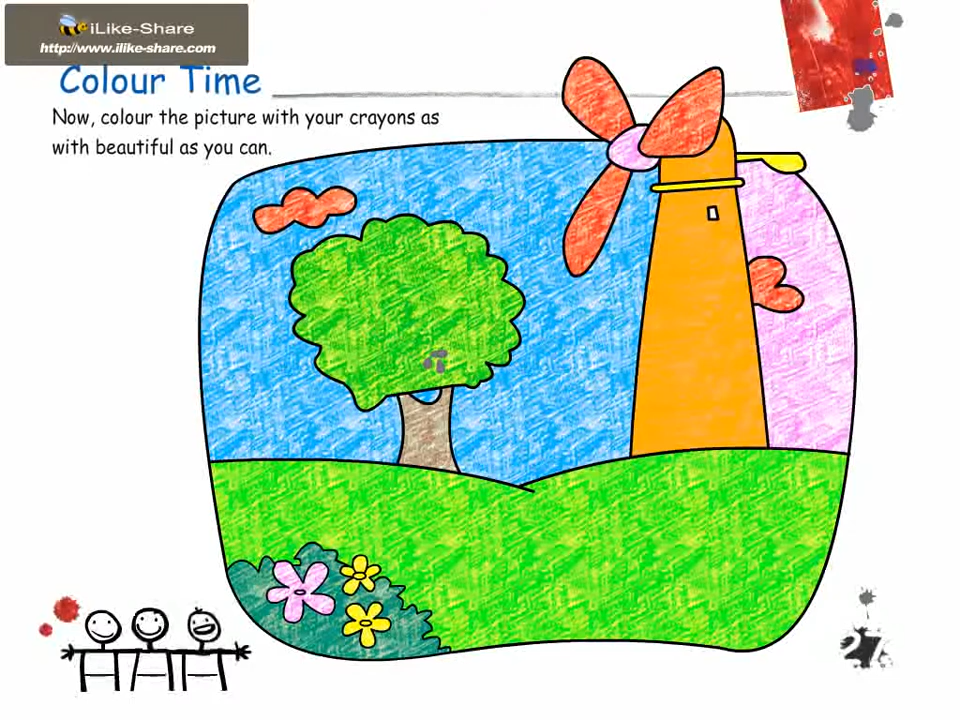 iLike-Share
http://www.ilike-share.com
Colour Time
Now, colour the picture with your crayons as
with beautiful as you can.
27